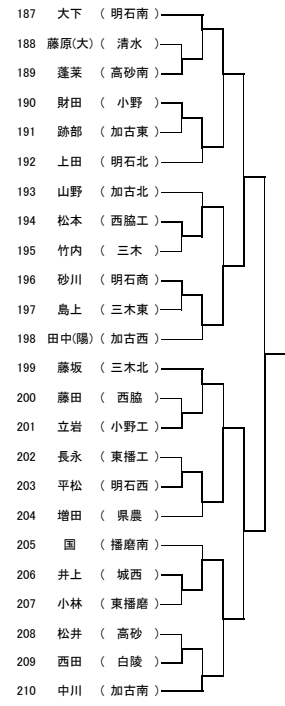 187 大下 ( 明石南 )
188 藤原(大) ( 清水 )
189 蓬莱 ( 高砂南 )
190 財田 ( 小野 )
191 跡部 ( 加古東 )
192 上田 ( 明石北 )
193 山野 ( 加古北 )
194 松本 ( 西脇工 )
195 竹内 ( 三木 )
196 砂川 ( 明石商 )
197 島上 ( 三木東 )
198 田中(陽) ( 加古西 )
199 藤坂 ( 三木北 )
200 藤田 ( 西脇 )
201 立岩 ( 小野工 )
202 長永 ( 東播工 )
203 平松 ( 明石西 )
204 増田 ( 県農 )
205 国 ( 播磨南 )
206 井上 ( 城西 )
207 小林 ( 東播磨 )
208 松井 ( 高砂 )
209 西田 ( 白陵 )
210 中川 ( 加古南 )